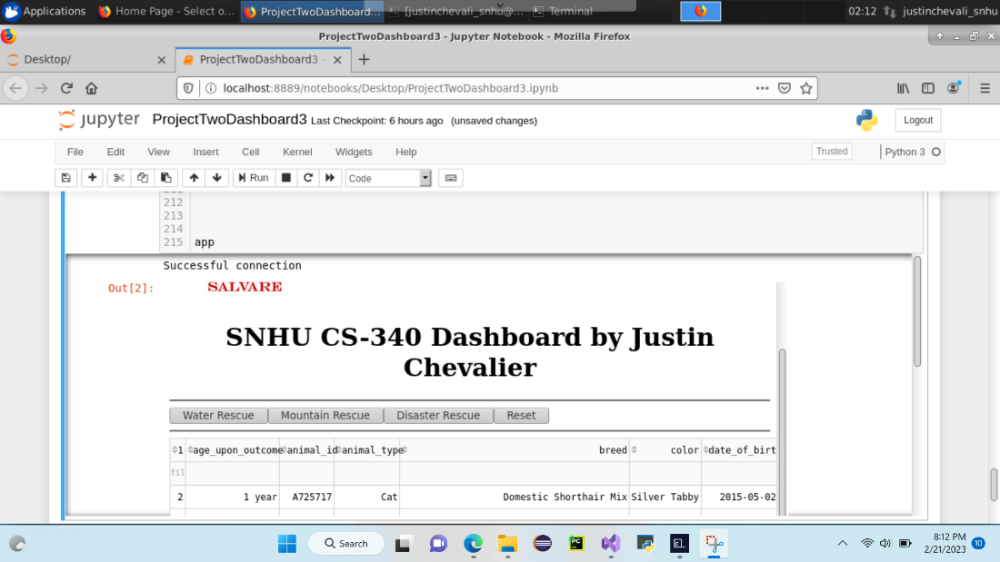 Applications
Home Page - Select o...
ProjectTwoDashboard...
[justinchevali_snhu@...
Terminal
02:12
justinchevali_snhu
ProjectTwoDashboard3 - Jupyter Notebook - Mozilla Firefox
Desktop/
ProjectTwoDashboard3 -
localhost:8889/notebooks/Desktop/ProjectTwoDashboard3.ipynb
jupyter ProjectTwoDashboard3 Last Checkpoint: 6 hours ago (unsaved changes)
Logout
File Edit View Insert Cell Kernel Widgets Help
Trusted
Python 3
Run
Code
211
212
213
214
215 app
Successful connection
Out[2]:
SALVARE
SNHU CS-340 Dashboard by Justin
Chevalier
Water Rescue Mountain Rescue Disaster Rescue Reset
1 age_upon_outcome animal_id animal_type breed color date_of_birt
fil
2 1 year A725717 Cat Domestic Shorthair Mix Silver Tabby 2015-05-02
Search
PC
8:12 PM
2/21/2023
10